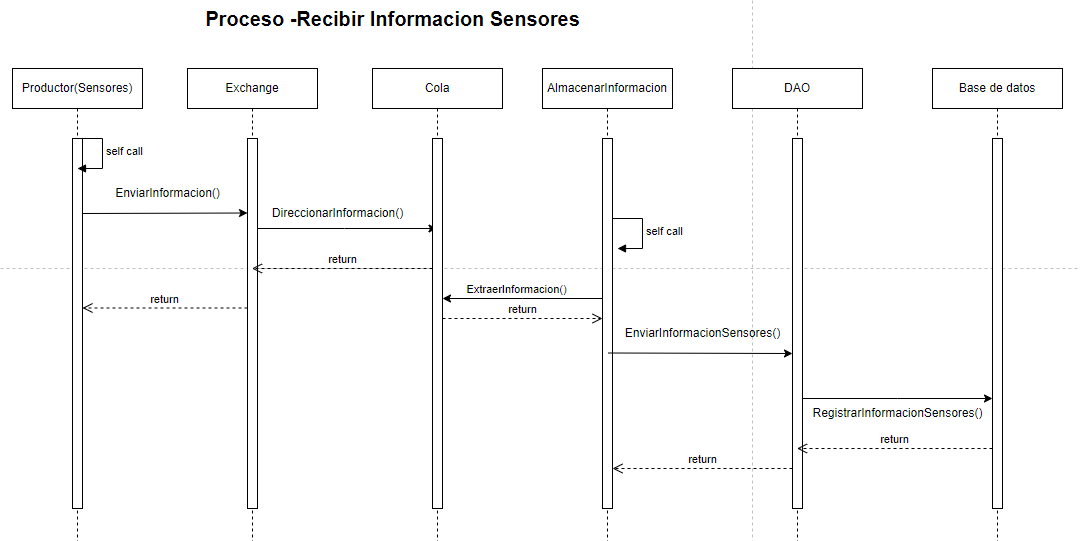 Proceso -Recibir Informacion Sensores
Productor(Sensores)
Exchange
Cola
AlmacenarInformacion
DAO
Base de datos
self call
EnviarInformacion()
DireccionarInformacion()
self call
return
ExtraerInformacion()
return
return
EnviarInformacionSensores()
RegistrarInformacionSensores()
return
return